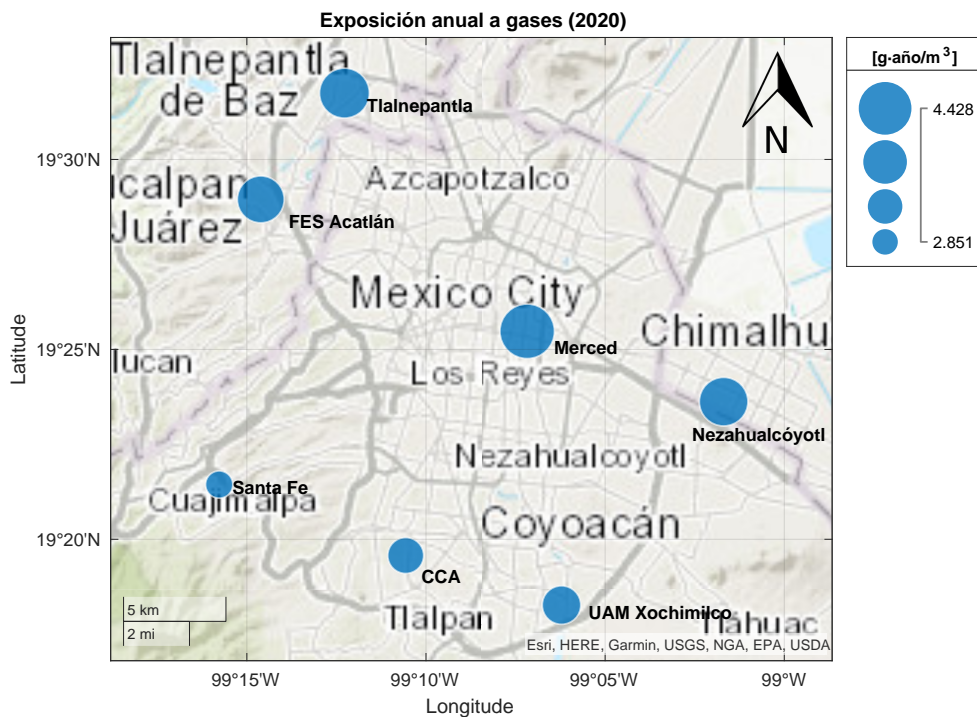 Exposición anual a gases (2020)
Tlalnepantla
de Baz
Tlalnepantla
N
[g·año/m³]
4.428
2.851
19°30'N
Azcapotzalco
ucalpan
Juárez
FES Acatlán
Mexico City
Chimalhu
Merced
19°25'N
lucan
Los Reyes
Nezahualcóyotl
Nezahualcoyotl
Santa Fe
Cuajimalpa
Coyoacán
19°20'N
CCA
UAM Xochimilco
Tlalpan
Tláhuac
5 km
2 mi
Esri, HERE, Garmin, USGS, NGA, EPA, USDA
99°15'W
99°10'W
99°05'W
99°W
Longitude
Latitude